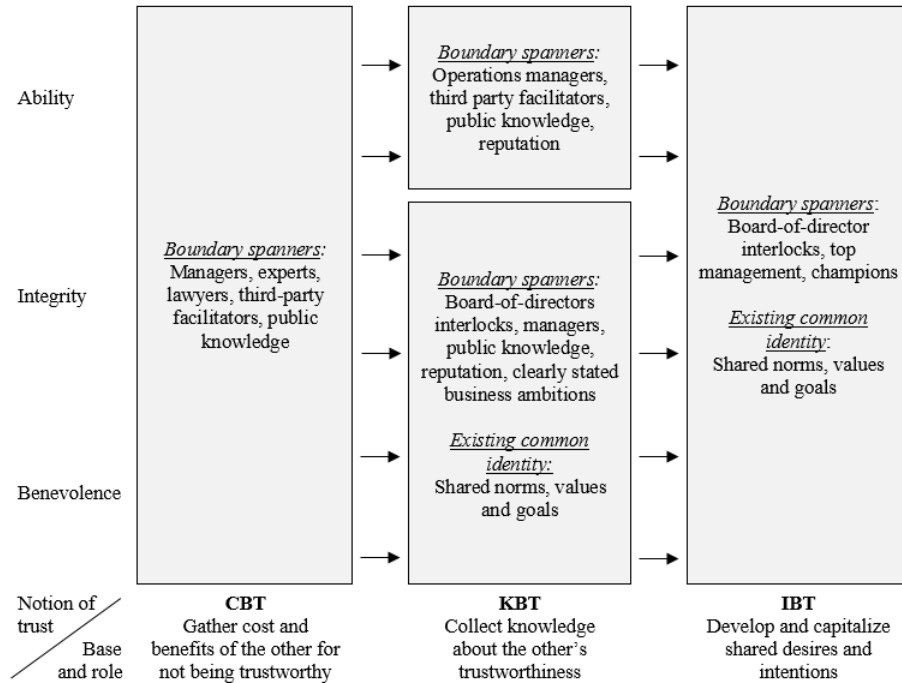 Ability
Integrity
Benevolence
Boundary spanners:
Managers, experts,
lawyers, third-party
facilitators, public
knowledge
Boundary spanners:
Operations managers,
third party facilitators,
public knowledge,
reputation
Boundary spanners:
Board-of-directors
interlocks, managers,
public knowledge,
reputation, clearly stated
business ambitions
Existing common
identity:
Shared norms, values
and goals
Boundary spanners:
Board-of-director
interlocks, top
management, champions
Existing common
identity:
Shared norms, values
and goals
Notion of
trust
Base
and role
CBT
Gather cost and
benefits of the other for
not being trustworthy
KBT
Collect knowledge
about the other's
trustworthiness
IBT
Develop and capitalize
shared desires and
intentions